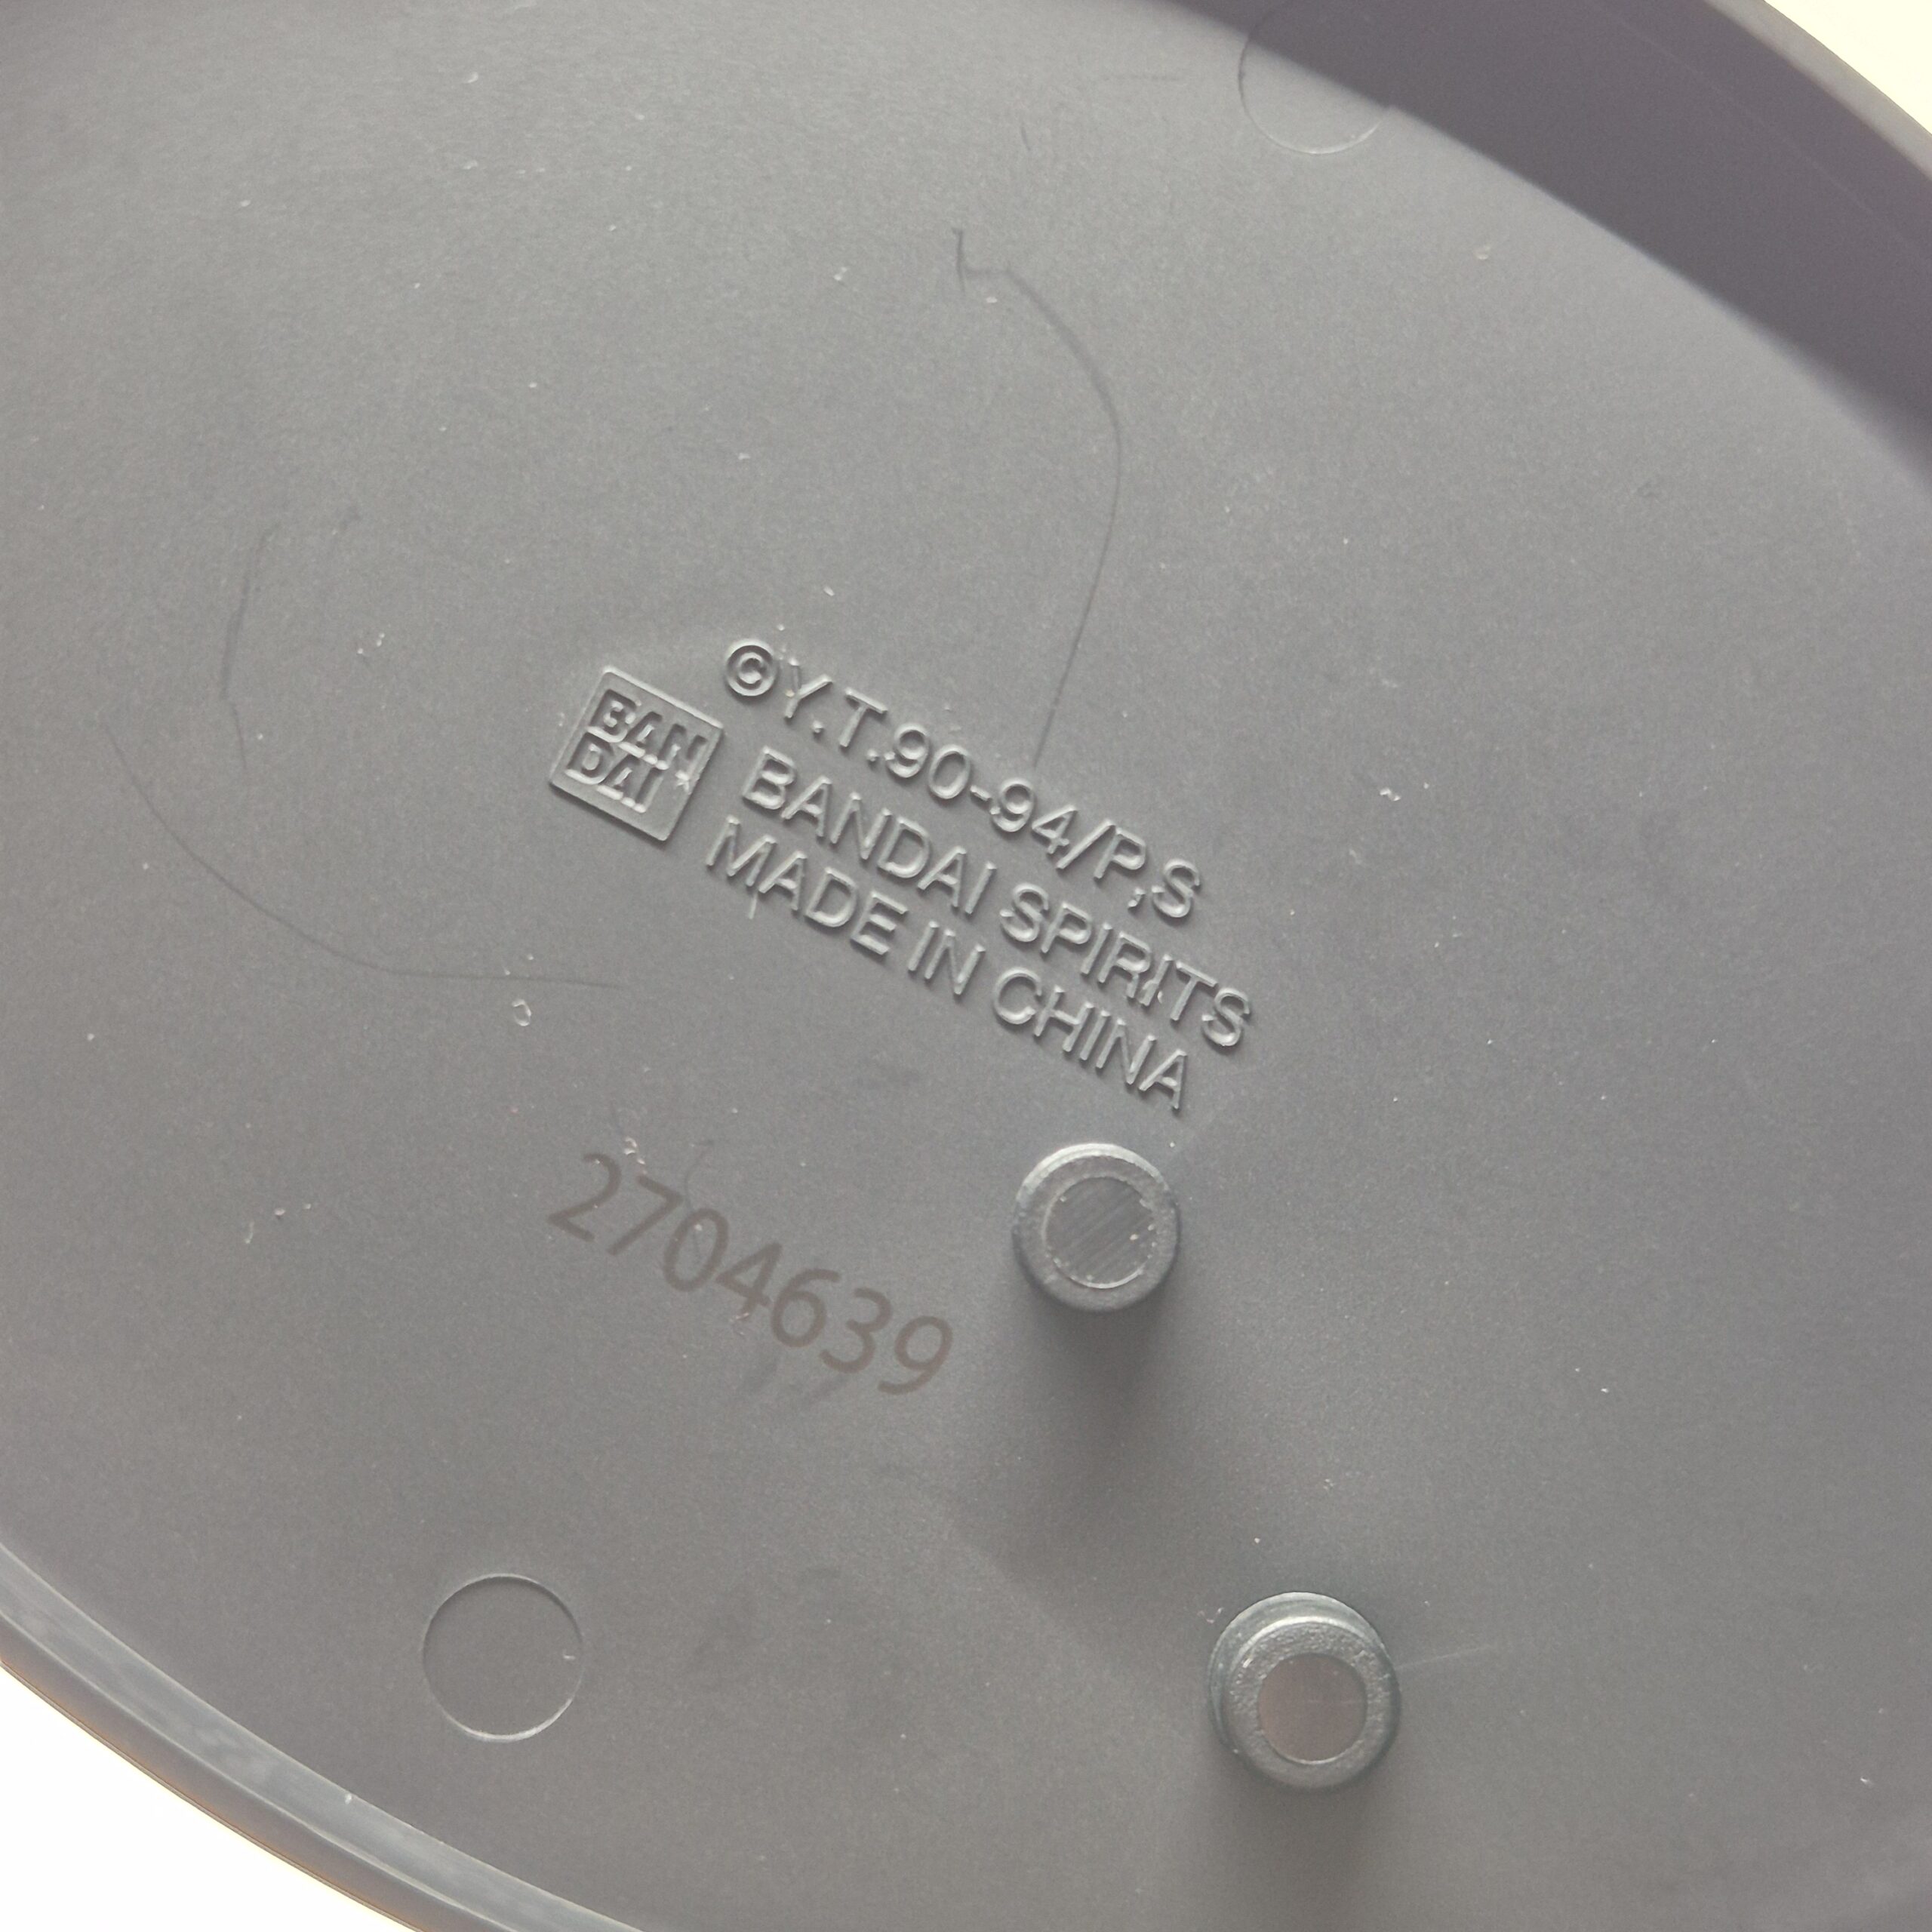 ©Y.T.90-94/P,S
BAN
DAI
BANDAI SPIRITS
MADE IN CHINA
2704639